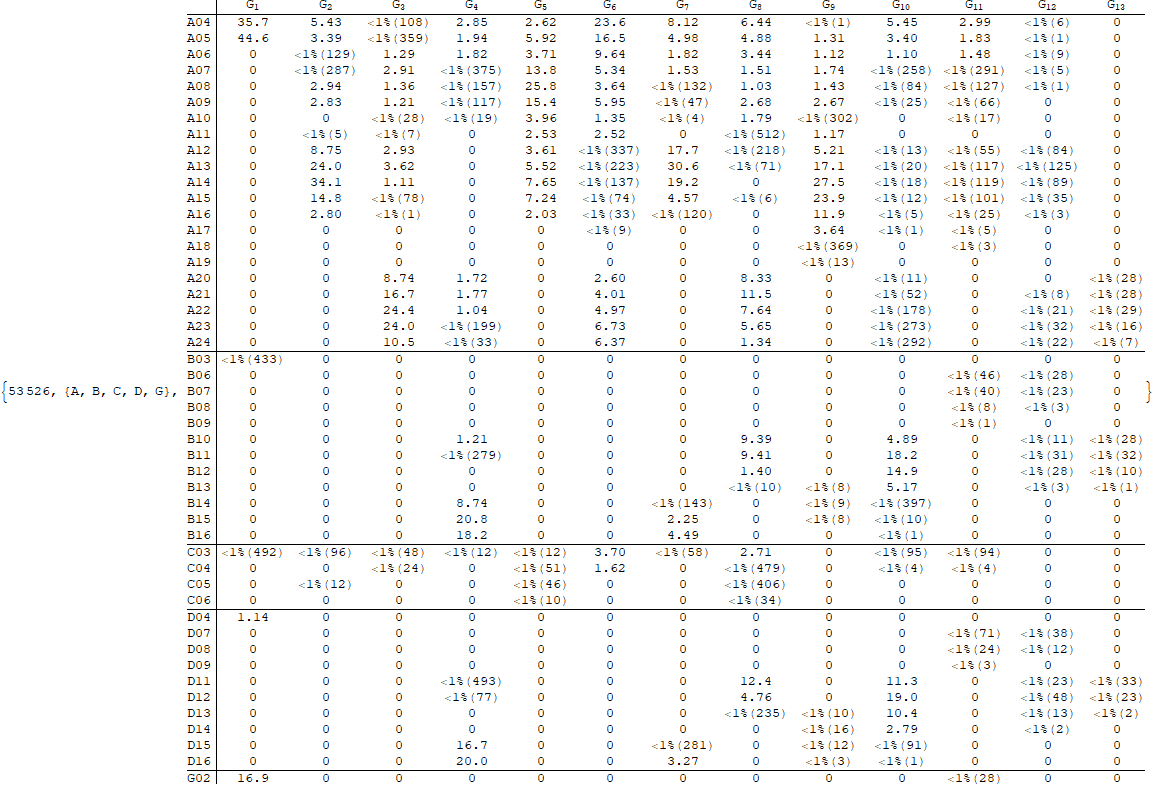 G1 G2 G3 G4 G5 G6 G7 G8 G9 G10 G11 G12 G13
A04 35.7 5.43 <1%(108) 2.85 2.62 23.6 8.12 6.44 <1%(1) 5.45 2.99 <1%(6) 0
A05 44.6 3.39 <1%(359) 1.94 5.92 16.5 4.98 4.88 1.31 3.40 1.83 <1%(1) 0
A06 0 <1%(129) 1.29 1.82 3.71 9.64 1.82 3.44 1.12 1.10 1.48 <1%(9) 0
A07 0 <1%(287) 2.91 <1%(375) 13.8 5.34 1.53 1.51 1.74 <1%(258) <1%(291) <1%(5) 0
A08 0 2.94 1.36 <1%(157) 25.8 3.64 <1%(132) 1.03 1.43 <1%(84) <1%(127) <1%(1) 0
A09 0 2.83 1.21 <1%(117) 15.4 5.95 <1%(47) 2.68 2.67 <1%(25) <1%(66) 0 0
A10 0 0 <1%(28) <1%(19) 3.96 1.35 <1%(4) 1.79 <1%(302) 0 <1%(17) 0 0
A11 0 <1%(5) <1%(7) 0 2.53 2.52 0 <1%(512) 1.17 0 0 0 0
A12 0 8.75 2.93 0 3.61 <1%(337) 17.7 <1%(218) 5.21 <1%(13) <1%(55) <1%(84) 0
A13 0 24.0 3.62 0 5.52 <1%(223) 30.6 <1%(71) 17.1 <1%(20) <1%(117) <1%(125) 0
A14 0 34.1 1.11 0 7.65 <1%(137) 19.2 0 27.5 <1%(18) <1%(119) <1%(89) 0
A15 0 14.8 <1%(78) 0 7.24 <1%(74) 4.57 <1%(6) 23.9 <1%(12) <1%(101) <1%(35) 0
A16 0 2.80 <1%(1) 0 2.03 <1%(33) <1%(120) 0 11.9 <1%(5) <1%(25) <1%(3) 0
A17 0 0 0 0 0 <1%(9) 0 0 3.64 <1%(1) <1%(5) 0 0
A18 0 0 0 0 0 0 0 0 <1%(369) 0 <1%(3) 0 0
A19 0 0 0 0 0 0 0 0 <1%(13) 0 0 0 0
A20 0 0 8.74 1.72 0 2.60 0 8.33 0 <1%(11) 0 0 <1%(28)
A21 0 0 16.7 1.77 0 4.01 0 11.5 0 <1%(52) 0 <1%(8) <1%(28)
A22 0 0 24.4 1.04 0 4.97 0 7.64 0 <1%(178) 0 <1%(21) <1%(29)
A23 0 0 24.0 <1%(199) 0 6.73 0 5.65 0 <1%(273) 0 <1%(32) <1%(16)
A24 0 0 10.5 <1%(33) 0 6.37 0 1.34 0 <1%(292) 0 <1%(22) <1%(7)
B03 <1%(433) 0 0 0 0 0 0 0 0 0 0 0 0
B06 0 0 0 0 0 0 0 0 0 0 <1%(46) <1%(28) 0
{53526, {A, B, C, D, G}, B07 0 0 0 0 0 0 0 0 0 0 <1%(40) <1%(23) 0 }
B08 0 0 0 0 0 0 0 0 0 0 <1%(8) <1%(3) 0
B09 0 0 0 0 0 0 0 0 0 0 <1%(1) 0 0
B10 0 0 0 1.21 0 0 0 9.39 0 4.89 0 <1%(11) <1%(28)
B11 0 0 0 <1%(279) 0 0 0 9.41 0 18.2 0 <1%(31) <1%(32)
B12 0 0 0 0 0 0 0 1.40 0 14.9 0 <1%(28) <1%(10)
B13 0 0 0 0 0 0 0 <1%(10) <1%(8) 5.17 0 <1%(3) <1%(1)
B14 0 0 0 8.74 0 0 <1%(143) 0 <1%(9) <1%(397) 0 0 0
B15 0 0 0 20.8 0 0 2.25 0 <1%(8) <1%(10) 0 0 0
B16 0 0 0 18.2 0 0 4.49 0 0 <1%(1) 0 0 0
C03 <1%(492) <1%(96) <1%(48) <1%(12) <1%(12) 3.70 <1%(58) 2.71 0 <1%(95) <1%(94) 0 0
C04 0 0 <1%(24) 0 <1%(51) 1.62 0 <1%(479) 0 <1%(4) <1%(4) 0 0
C05 0 <1%(12) 0 0 <1%(46) 0 0 <1%(406) 0 0 0 0 0
C06 0 0 0 0 <1%(10) 0 0 <1%(34) 0 0 0 0 0
D04 1.14 0 0 0 0 0 0 0 0 0 0 0 0
D07 0 0 0 0 0 0 0 0 0 0 <1%(71) <1%(38) 0
D08 0 0 0 0 0 0 0 0 0 0 <1%(24) <1%(12) 0
D09 0 0 0 0 0 0 0 0 0 0 <1%(3) 0 0
D11 0 0 0 <1%(493) 0 0 0 12.4 0 11.3 0 <1%(23) <1%(33)
D12 0 0 0 <1%(77) 0 0 0 4.76 0 19.0 0 <1%(48) <1%(23)
D13 0 0 0 0 0 0 0 <1%(235) <1%(10) 10.4 0 <1%(13) <1%(2)
D14 0 0 0 0 0 0 0 0 <1%(16) 2.79 0 <1%(2) 0
D15 0 0 0 16.7 0 0 <1%(281) 0 <1%(12) <1%(91) 0 0 0
D16 0 0 0 20.0 0 0 3.27 0 <1%(3) <1%(1) 0 0 0
G02 16.9 0 0 0 0 0 0 0 0 0 <1%(28) 0 0